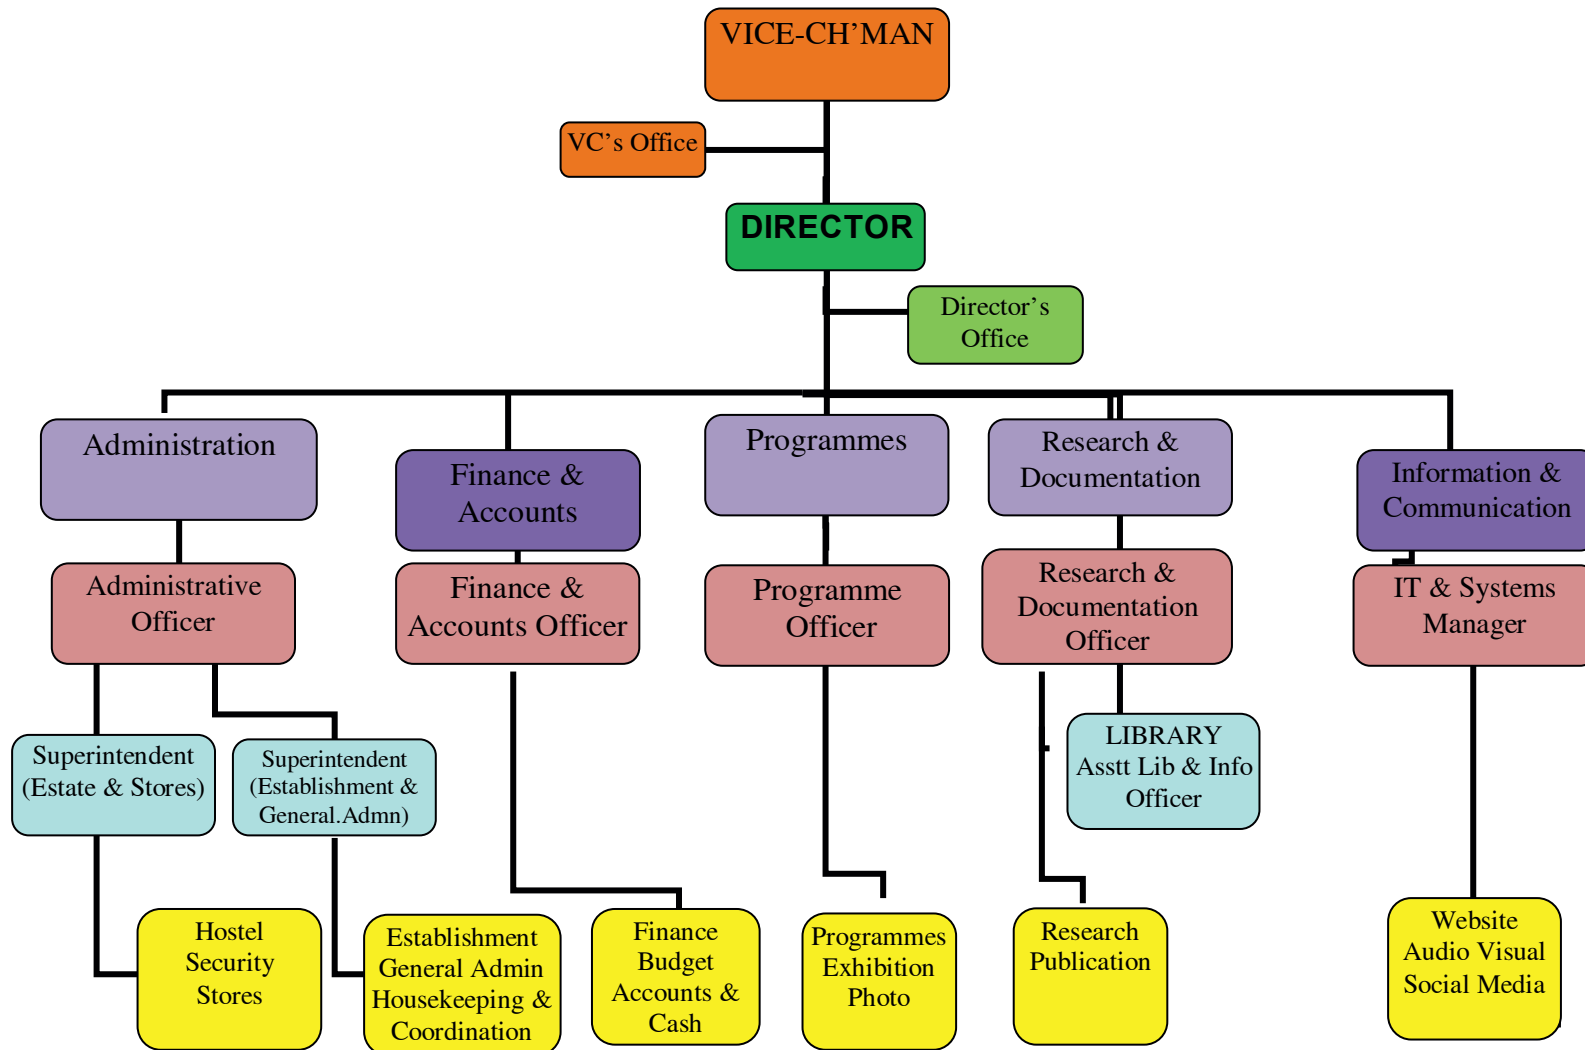 VICE-CH’MAN
VC’s Office
DIRECTOR
Director’s
Office
Administration
Finance &
Accounts
Programmes
Research &
Documentation
Information &
Communication
Administrative
Officer
Finance &
Accounts Officer
Programme
Officer
Research &
Documentation
Officer
IT & Systems
Manager
Superintendent
(Estate & Stores)
Superintendent
(Establishment &
General.Admn)
LIBRARY
Asstt Lib & Info
Officer
Hostel
Security
Stores
Establishment
General Admin
Housekeeping &
Coordination
Finance
Budget
Accounts &
Cash
Programmes
Exhibition
Photo
Research
Publication
Website
Audio Visual
Social Media